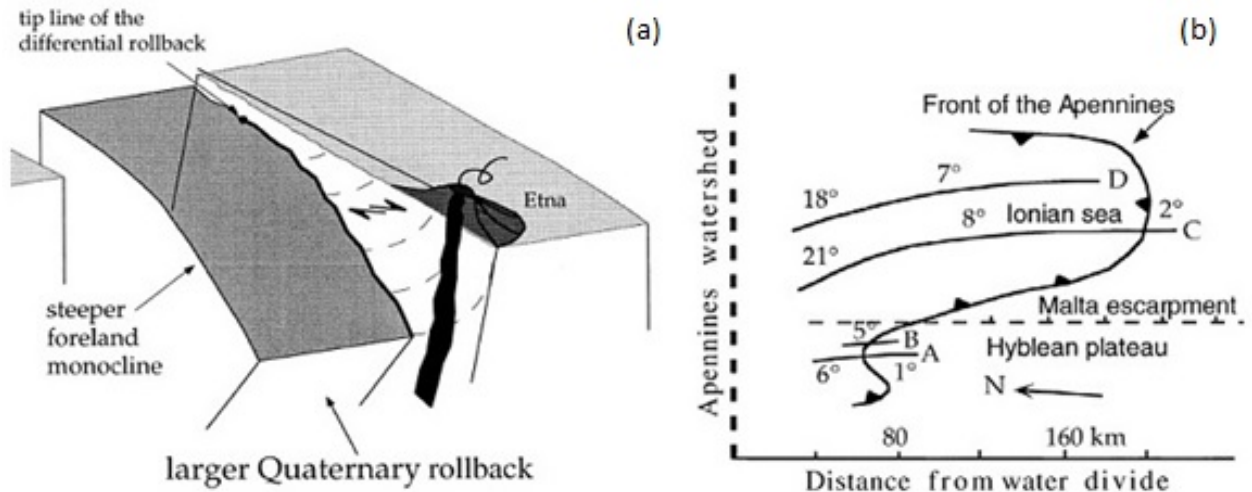 tip line of the
differential rollback
(a)
Etna
steeper
foreland
monocline
larger Quaternary rollback
(b)
Front of the Apennines
Apennines watershed
18°
7°
D
8°
Ionian sea
2°
C
21°
Malta escarpment
5°
B
Hyblean plateau
A
6°
1°
N
80
160 km
Distance from water divide